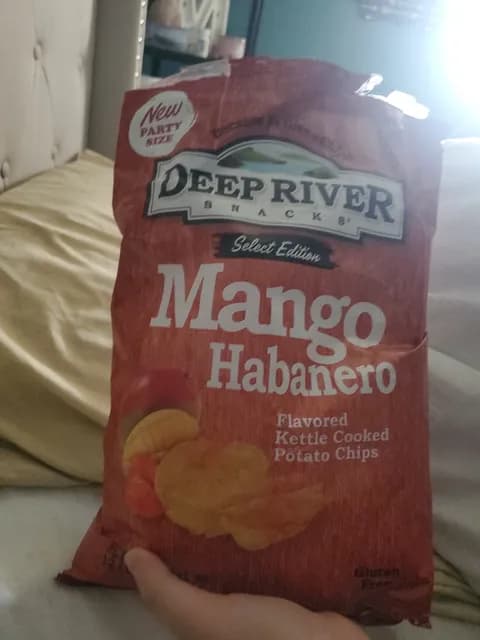 New
PARTY
SIZE
DEEP RIVER
SNACKS
Select Edition
Mango
Habanero
Flavored
Kettle Cooked
Potato Chips
Gluten
Free